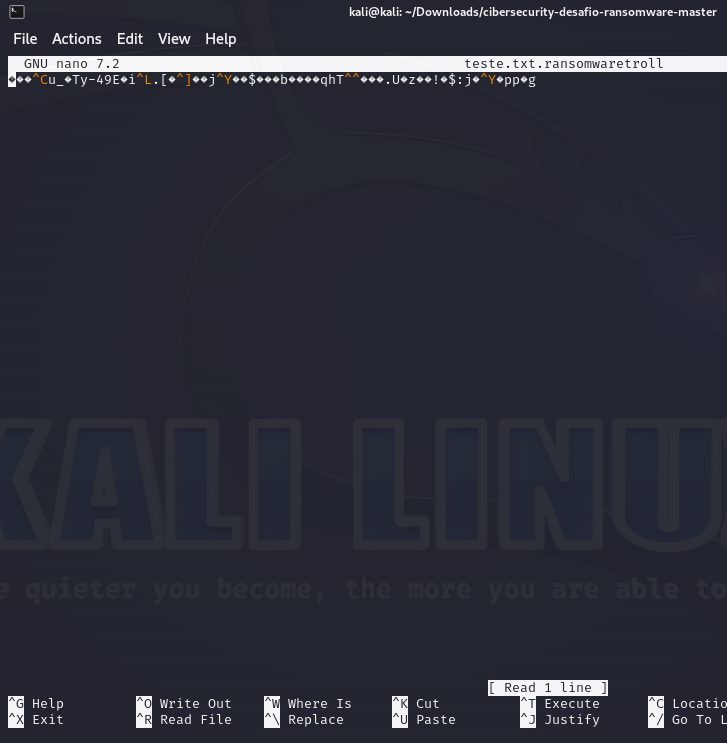 kali@kali: ~/Downloads/cibersecurity-desafio-ransomware-master
File Actions Edit View Help
GNU nano 7.2 teste.txt.ransomwaretroll
���^Cu_�Ty-49E�i^L.[�^]��j^Y��$���b����qhT^^���.U�z��!�$:j�^Y�pp�g
KALI LINU
e quieter you become, the more you are able to
[ Read 1 line ]
^G Help ^O Write Out ^W Where Is ^K Cut ^T Execute ^C Locatio
^X Exit ^R Read File ^\ Replace ^U Paste ^J Justify ^/ Go To L